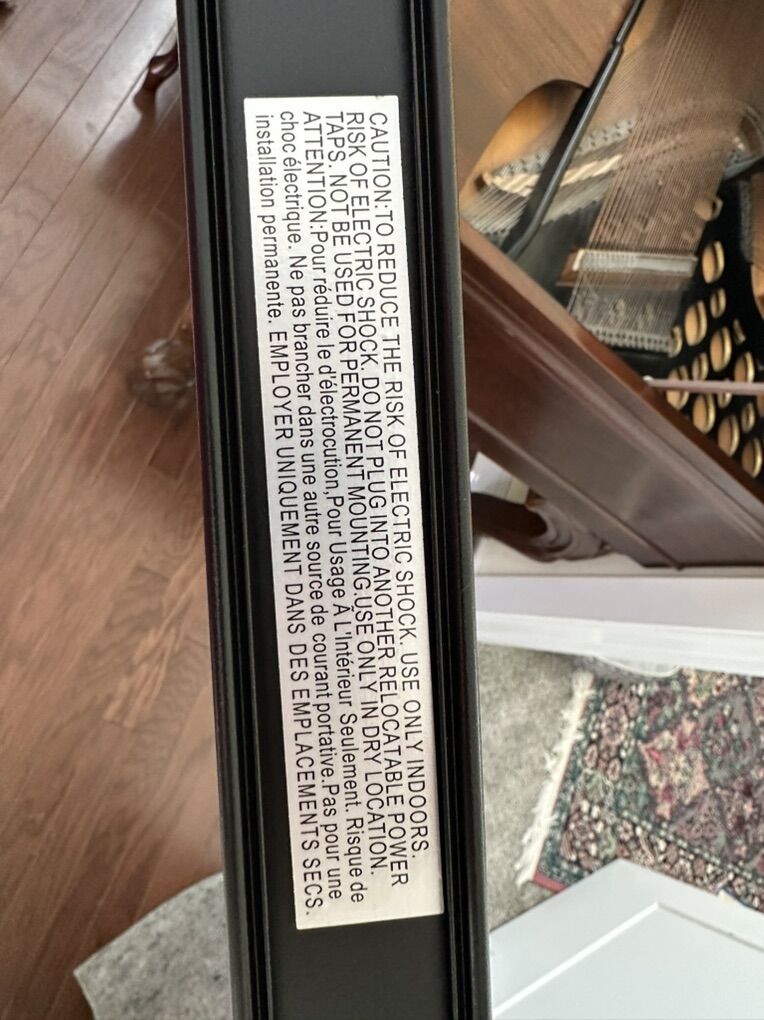 CAUTION:TO REDUCE THE RISK OF ELECTRIC SHOCK. USE ONLY INDOORS.
RISK OF ELECTRIC SHOCK. DO NOT PLUG INTO ANOTHER RELOCATABLE POWER
TAPS. NOT BE USED FOR PERMANENT MOUNTING.USE ONLY IN DRY LOCATION.
ATTENTION:Pour réduire le d'électrocution,Pour Usage À L'Intérieur Seulement. Risque de
choc électrique. Ne pas brancher dans une autre source de courant portative.Pas pour une
installation permanente. EMPLOYER UNIQUEMENT DANS DES EMPLACEMENTS SECS.